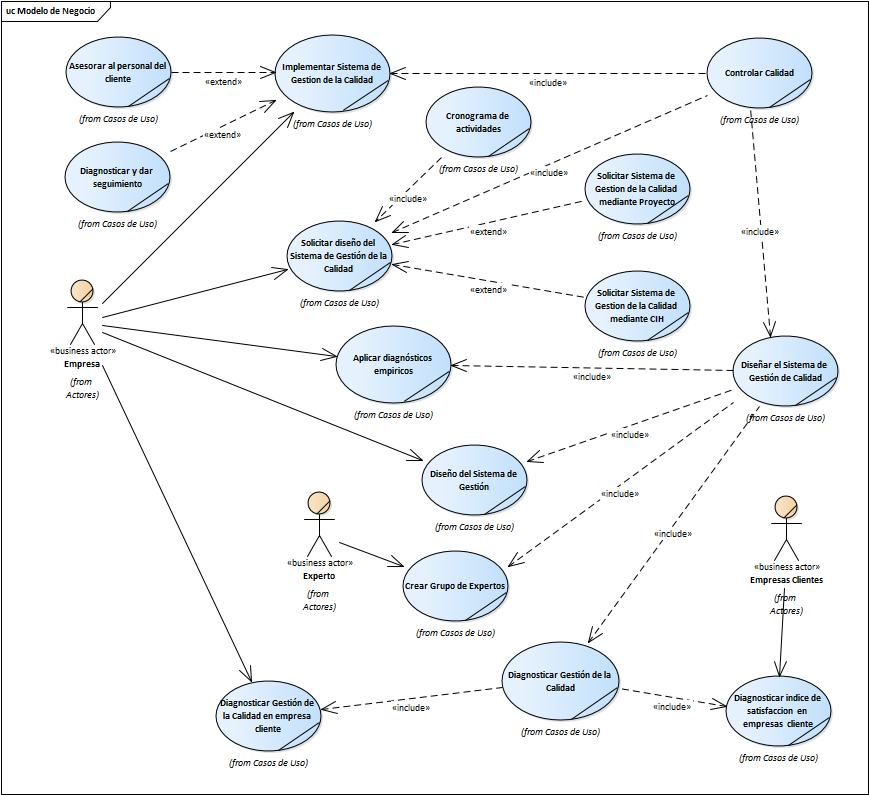 uc Modelo de Negocio
Asesorar al personal del
cliente
(from Casos de Uso)
«extend»
Implementar Sistema de
Gestion de la Calidad
(from Casos de Uso)
«include»
Controlar Calidad
(from Casos de Uso)
«extend»
Cronograma de
actividades
(from Casos de Uso)
Diagnosticar y dar
seguimiento
(from Casos de Uso)
«include»
«include»
Solicitar Sistema de
Gestion de la Calidad
mediante Proyecto
(from Casos de Uso)
«extend»
«include»
Solicitar diseño del
Sistema de Gestión de la
Calidad
(from Casos de Uso)
«extend»
Solicitar Sistema de
Gestion de la Calidad
mediante CIH
(from Casos de Uso)
«business actor»
Empresa
(from
Actores)
Aplicar diagnósticos
empiricos
(from Casos de Uso)
«include»
Diseñar el Sistema de
Gestión de Calidad
(from Casos de Uso)
«include»
Diseño del Sistema de
Gestión
(from Casos de Uso)
«include»
«include»
«business actor»
Experto
(from
Actores)
Crear Grupo de Expertos
(from Casos de Uso)
«business actor»
Empresas Clientes
(from
Actores)
Diagnosticar Gestión de la
Calidad
(from Casos de Uso)
Diagnosticar Gestión de
la Calidad en empresa
cliente
(from Casos de Uso)
«include»
«include»
Diagnosticar indice de
satisfaccion en
empresas cliente
(from Casos de Uso)